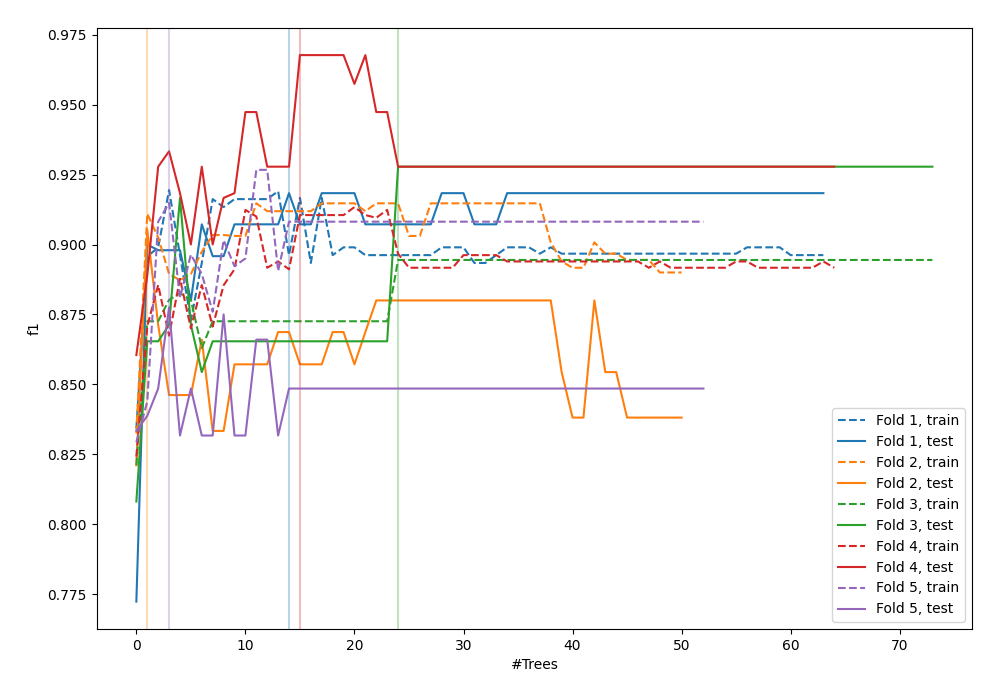 0.975
0.950
0.925
0.900
0.875
0.850
0.825
0.800
0.775
f1
0 10 20 30 40 50 60 70
#Trees
Fold 1, train
Fold 1, test
Fold 2, train
Fold 2, test
Fold 3, train
Fold 3, test
Fold 4, train
Fold 4, test
Fold 5, train
Fold 5, test